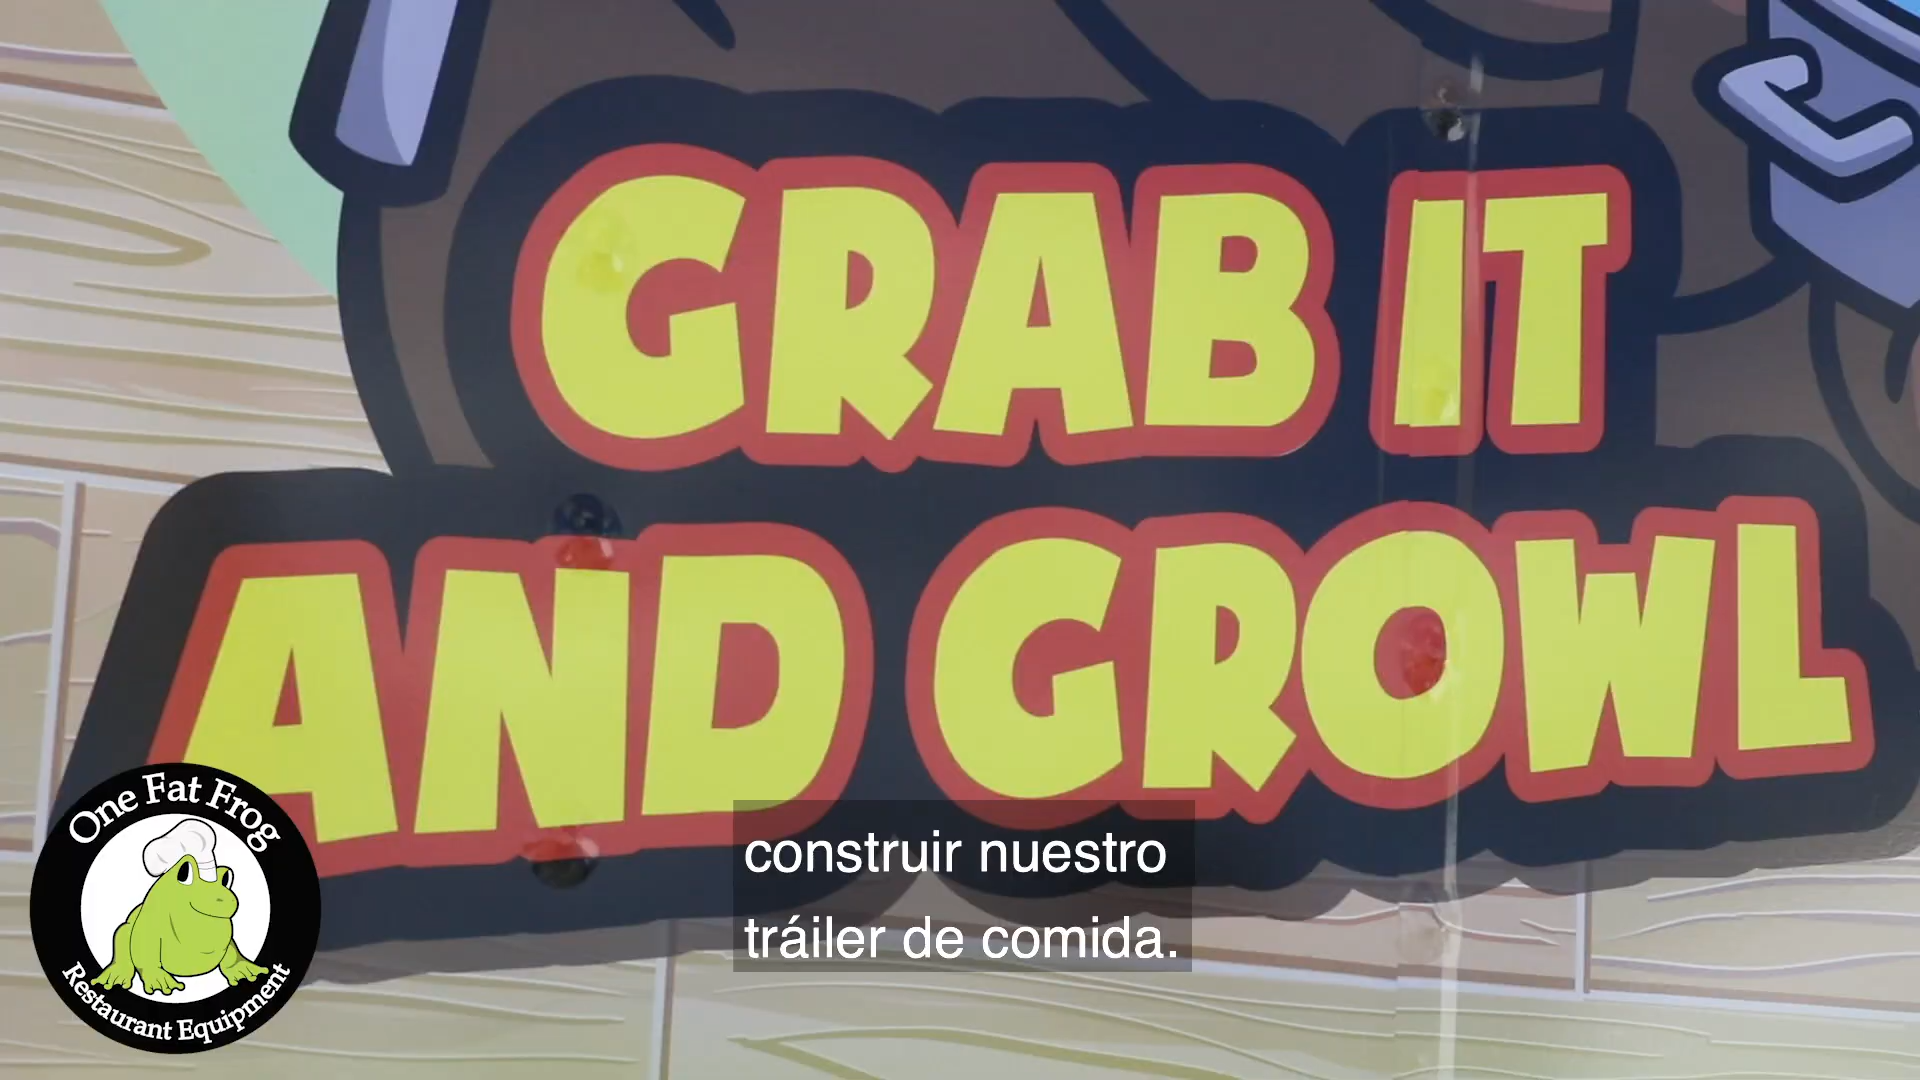 GRAB IT
AND GROWL
One Fat Frog
Restaurant Equipment
construir nuestro
tráiler de comida.